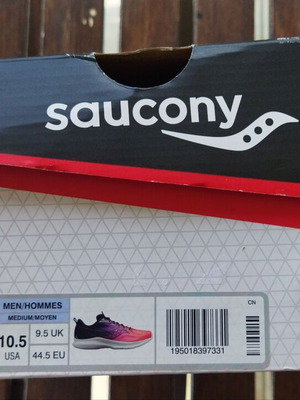 saucony
MEN/HOMMES
MEDIUM/MOYEN
10.5
USA
9.5 UK
44.5 EU
CN
195018397331